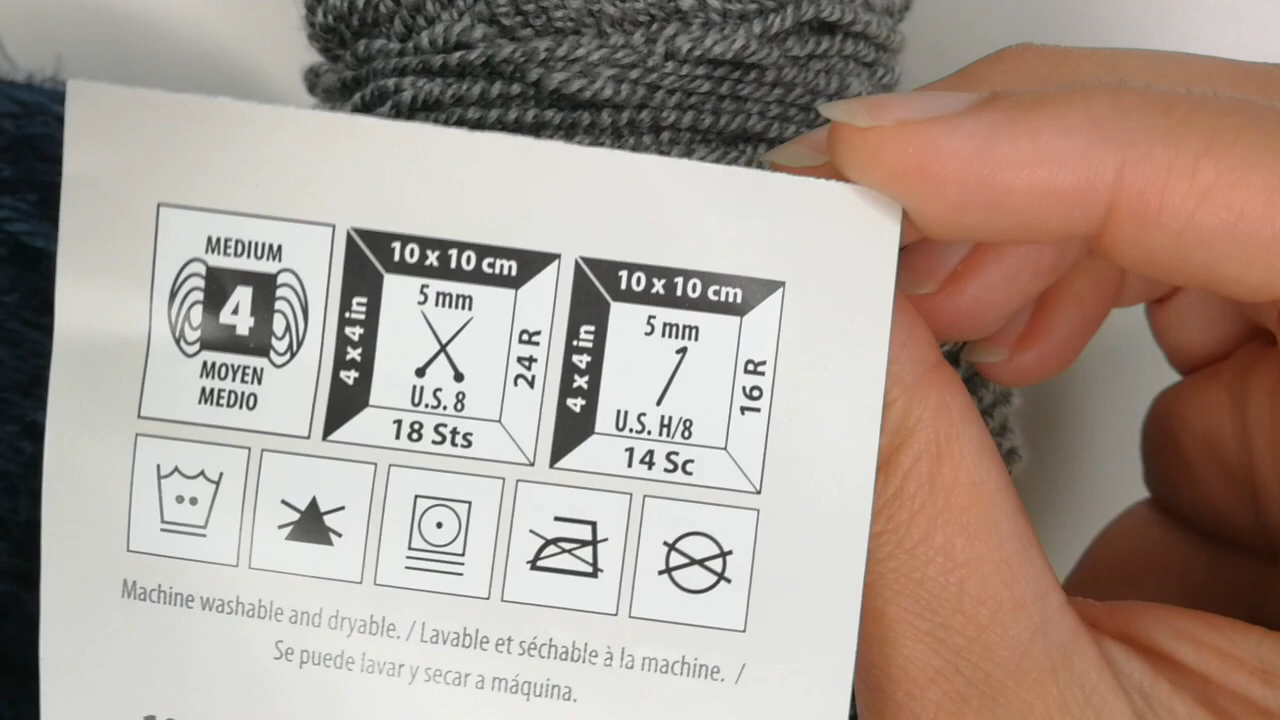 MEDIUM
4
MOYEN
MEDIO
10 x 10 cm
4 x 4 in
5 mm
U.S. 8
24 R
18 Sts
10 x 10 cm
4 x 4 in
5 mm
U.S. H/8
16 R
14 Sc
Machine washable and dryable. / Lavable et séchable à la machine. /
Se puede lavar y secar a máquina.